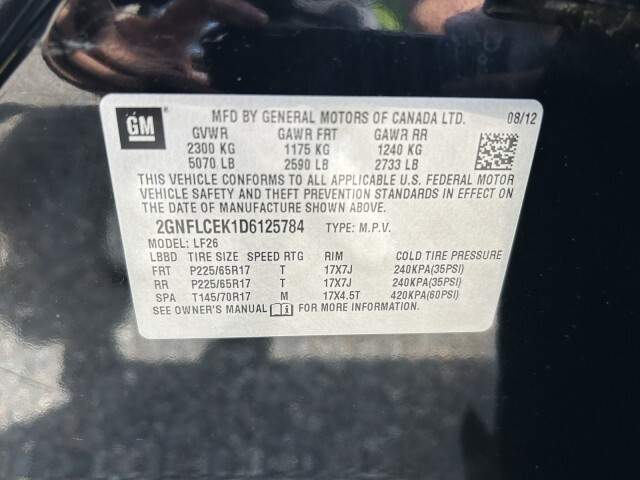 GM
MFD BY GENERAL MOTORS OF CANADA LTD. 08/12
GVWR GAWR FRT GAWR RR
2300 KG 1175 KG 1240 KG
5070 LB 2590 LB 2733 LB
THIS VEHICLE CONFORMS TO ALL APPLICABLE U.S. FEDERAL MOTOR
VEHICLE SAFETY AND THEFT PREVENTION STANDARDS IN EFFECT ON
THE DATE OF MANUFACTURE SHOWN ABOVE.
2GNFLCEK1D6125784 TYPE: M.P.V.
MODEL: LF26
LBBD TIRE SIZE SPEED RTG RIM COLD TIRE PRESSURE
FRT P225/65R17 T 17X7J 240KPA(35PSI)
RR P225/65R17 T 17X7J 240KPA(35PSI)
SPA T145/70R17 M 17X4.5T 420KPA(60PSI)
SEE OWNER'S MANUAL FOR MORE INFORMATION.